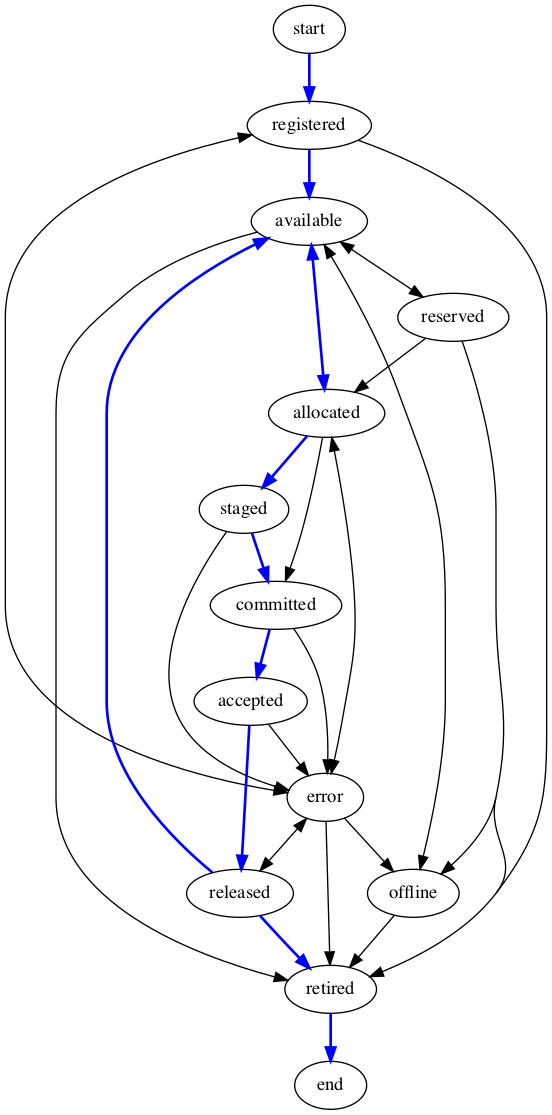 start
registered
available
reserved
allocated
staged
committed
accepted
error
released
offline
retired
end